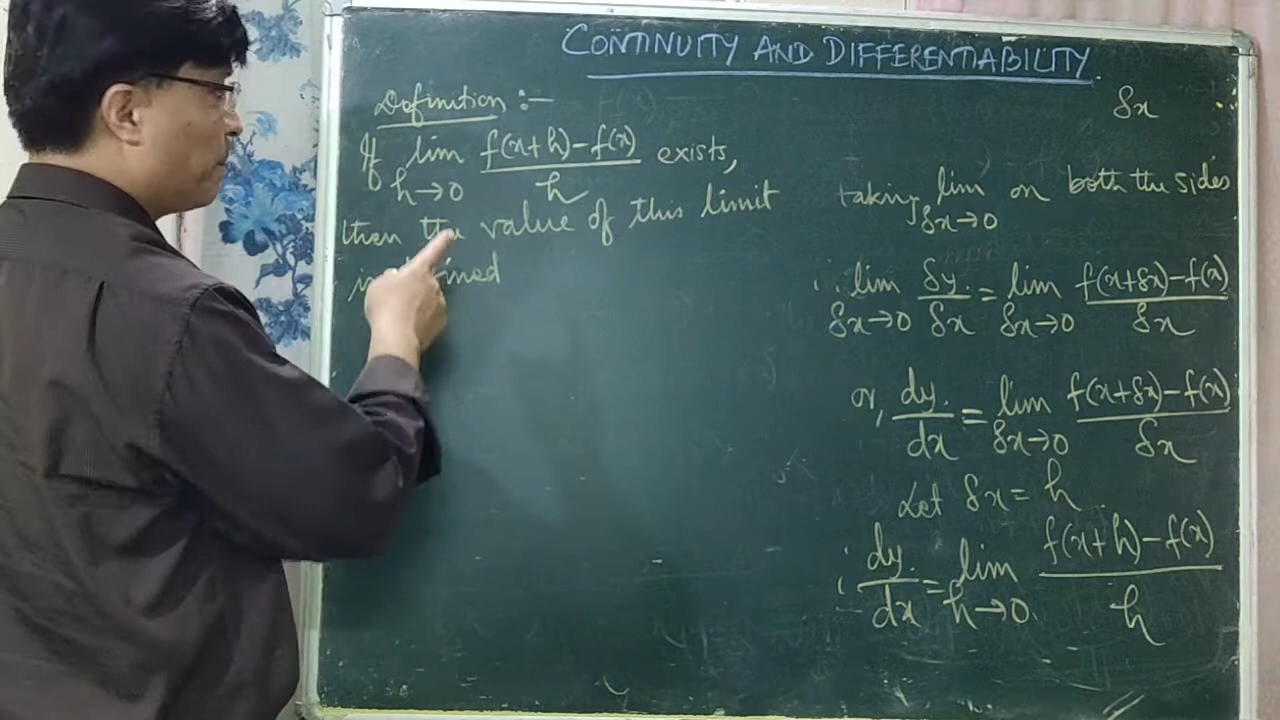 CONTINUITY AND DIFFERENTIABILITY
Definition :-
If lim h→0 f(x+h)-f(x) / h exists,
then the value of this limit
δx
taking lim δx→0 on both the sides
∴ lim δx→0 δy/δx = lim δx→0 f(x+δx)-f(x) / δx
or, dy/dx = lim δx→0 f(x+δx)-f(x) / δx
Let δx = h
∴ dy/dx = lim h→0 f(x+h)-f(x) / h